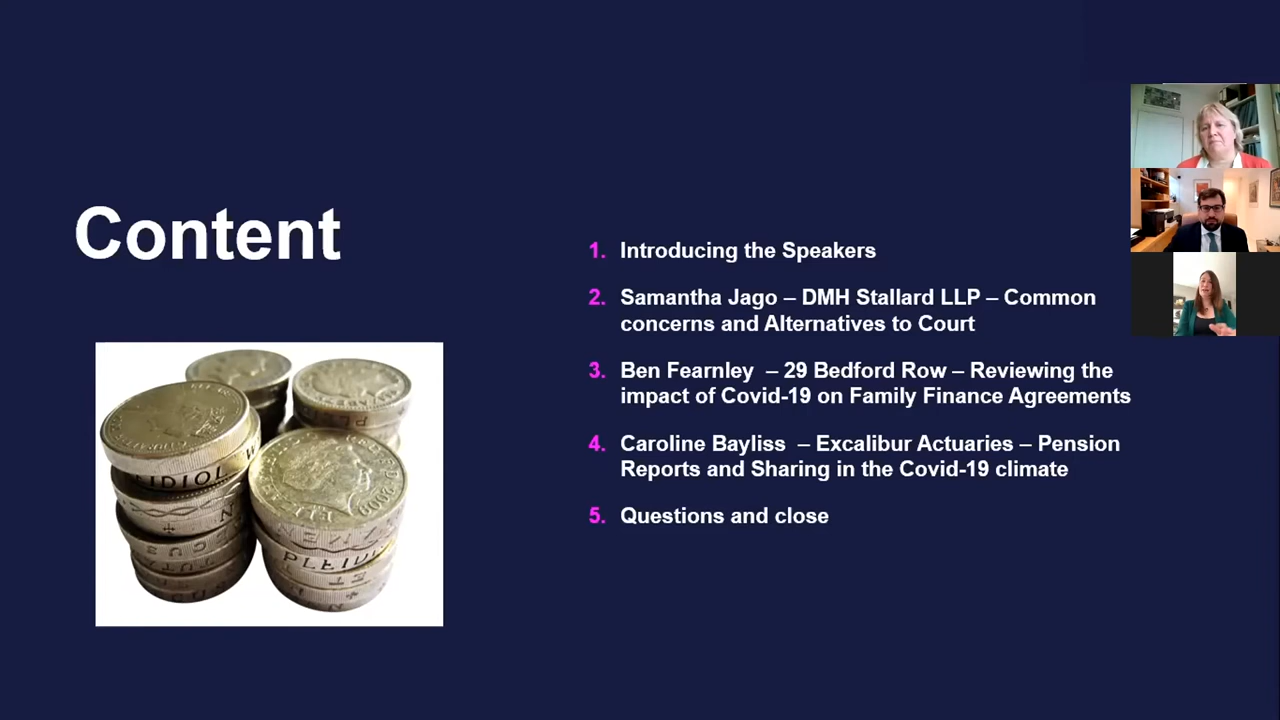 Content
1. Introducing the Speakers
2. Samantha Jago – DMH Stallard LLP – Common
concerns and Alternatives to Court
3. Ben Fearnley – 29 Bedford Row – Reviewing the
impact of Covid-19 on Family Finance Agreements
4. Caroline Bayliss – Excalibur Actuaries – Pension
Reports and Sharing in the Covid-19 climate
5. Questions and close
PLEIDIOL
PLEIDI